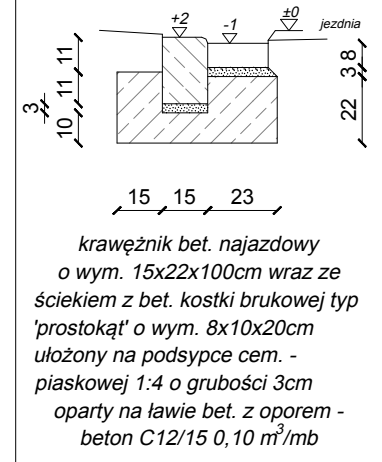 +2
-1
±0
jezdnia
11
11
3
10
8
3
22
15
15
23
krawężnik bet. najazdowy
o wym. 15x22x100cm wraz ze
ściekiem z bet. kostki brukowej typ
'prostokąt' o wym. 8x10x20cm
ułożony na podsypce cem. -
piaskowej 1:4 o grubości 3cm
oparty na ławie bet. z oporem -
beton C12/15 0,10 m³/mb